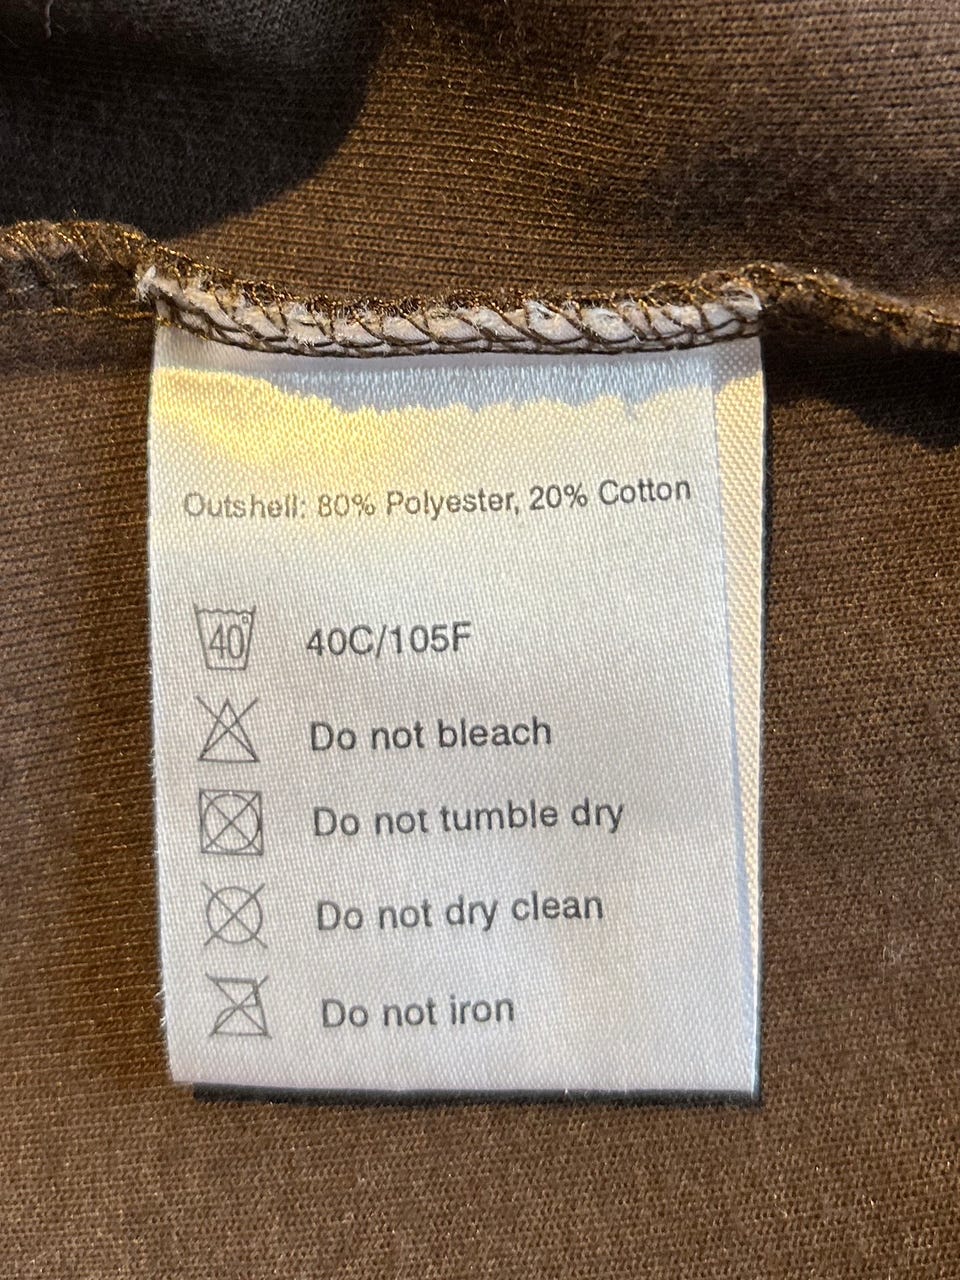 Outshell: 80% Polyester, 20% Cotton
40° 40C/105F
Do not bleach
Do not tumble dry
Do not dry clean
Do not iron